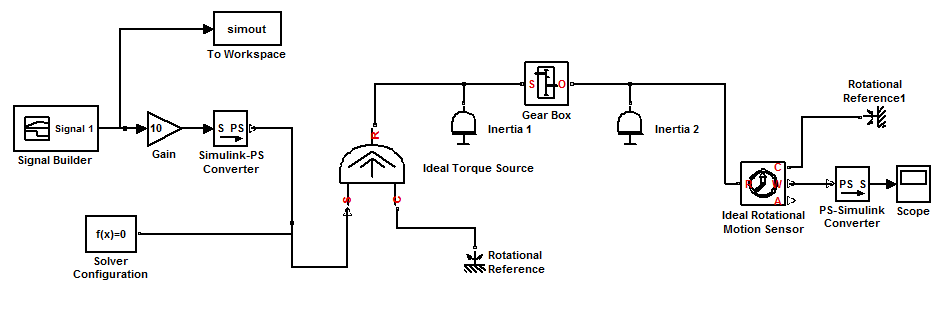 simout
To Workspace
Signal 1
Signal Builder
10
Gain
S PS
Simulink-PS
Converter
f(x)=0
Solver
Configuration
R
S
C
Ideal Torque Source
Rotational
Reference
Inertia 1
S
O
Gear Box
Inertia 2
R
C
W
A
Ideal Rotational
Motion Sensor
Rotational
Reference1
PS S
PS-Simulink
Converter
Scope